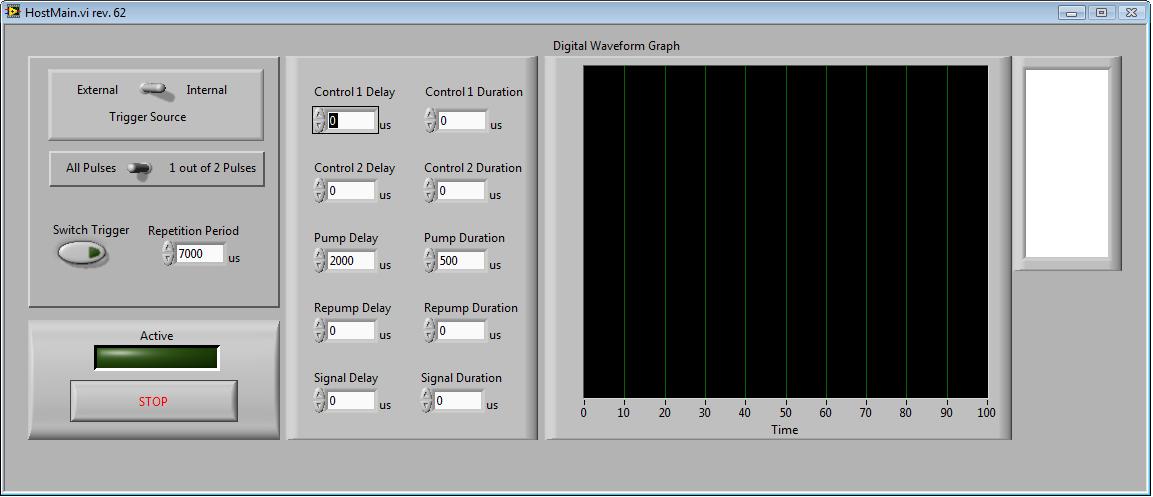 HostMain.vi rev. 62
External Internal
Trigger Source
All Pulses 1 out of 2 Pulses
Switch Trigger Repetition Period
7000 us
Active
STOP
Control 1 Delay Control 1 Duration
0 us 0 us
Control 2 Delay Control 2 Duration
0 us 0 us
Pump Delay Pump Duration
2000 us 500 us
Repump Delay Repump Duration
0 us 0 us
Signal Delay Signal Duration
0 us 0 us
Digital Waveform Graph
0 10 20 30 40 50 60 70 80 90 100
Time